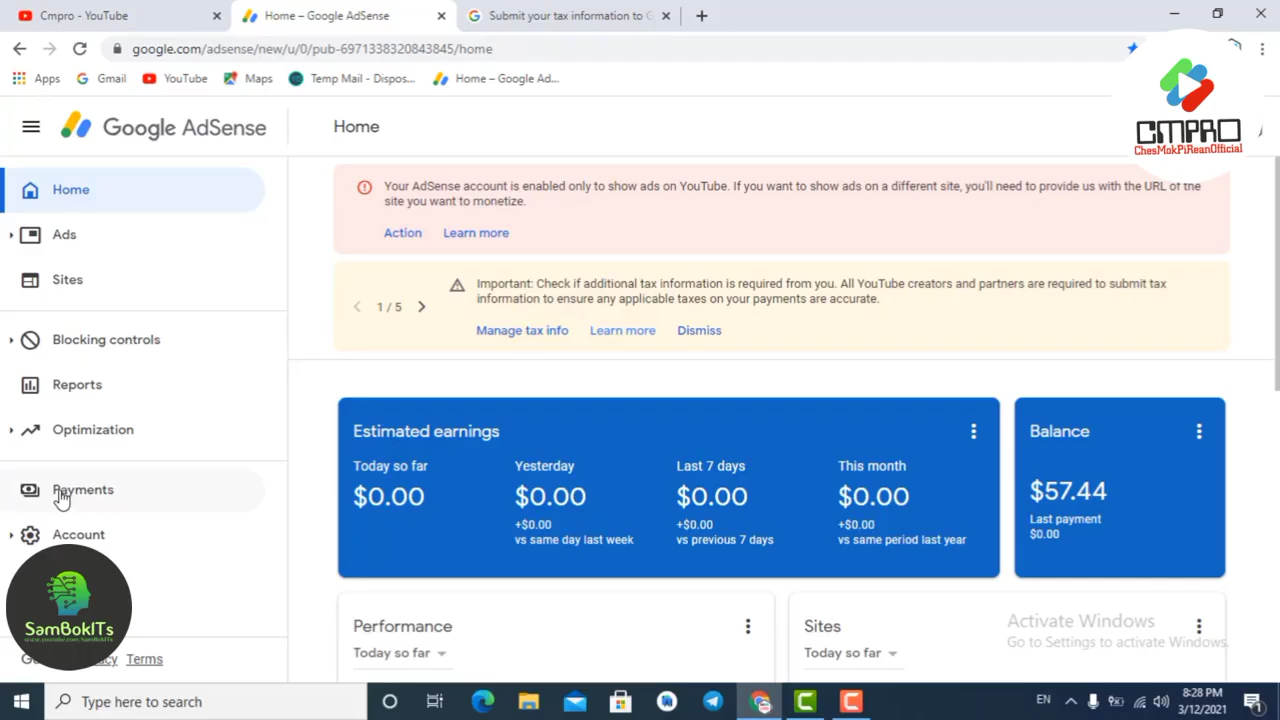 Cmpro - YouTube
Home – Google AdSense
Submit your tax information to G
google.com/adsense/new/u/0/pub-6971338320843845/home
Apps
Gmail
YouTube
Maps
Temp Mail - Dispos...
Home – Google Ad...
Google AdSense
Home
CMPRO
ChesMokPiReanOfficial
Home
Ads
Sites
Blocking controls
Reports
Optimization
Payments
Account
Your AdSense account is enabled only to show ads on YouTube. If you want to show ads on a different site, you'll need to provide us with the URL of the
site you want to monetize.
Action Learn more
1 / 5
Important: Check if additional tax information is required from you. All YouTube creators and partners are required to submit tax
information to ensure any applicable taxes on your payments are accurate.
Manage tax info Learn more Dismiss
Estimated earnings
Today so far
$0.00
Yesterday
$0.00
+$0.00
vs same day last week
Last 7 days
$0.00
+$0.00
vs previous 7 days
This month
$0.00
+$0.00
vs same period last year
Balance
$57.44
Last payment
$0.00
Performance
Today so far
Sites
Today so far
Activate Windows
Go to Settings to activate Windows.
SamBokITs
Terms
Type here to search
EN
8:28 PM
3/12/2021
1